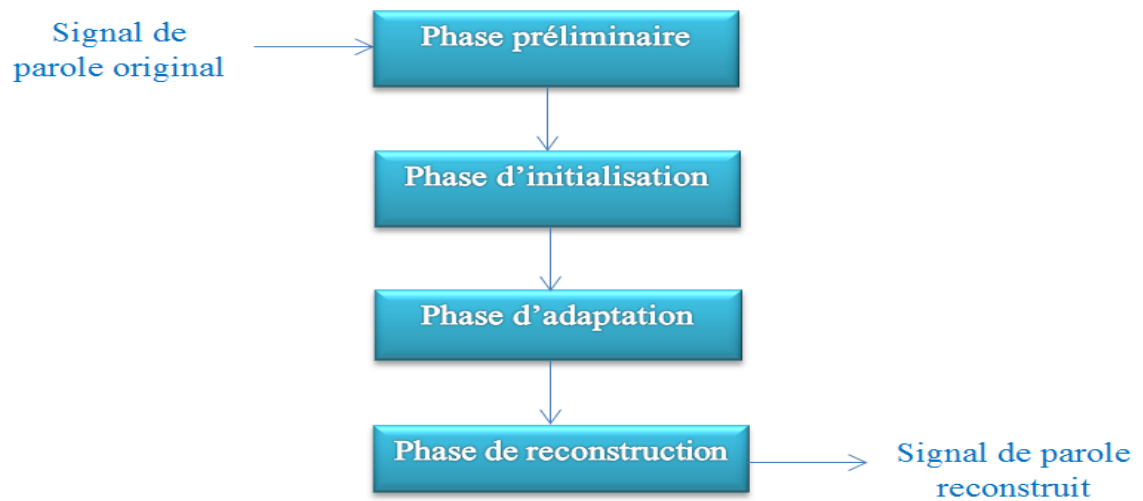 Signal de
parole original
Phase préliminaire
Phase d’initialisation
Phase d’adaptation
Phase de reconstruction
Signal de parole
reconstruit